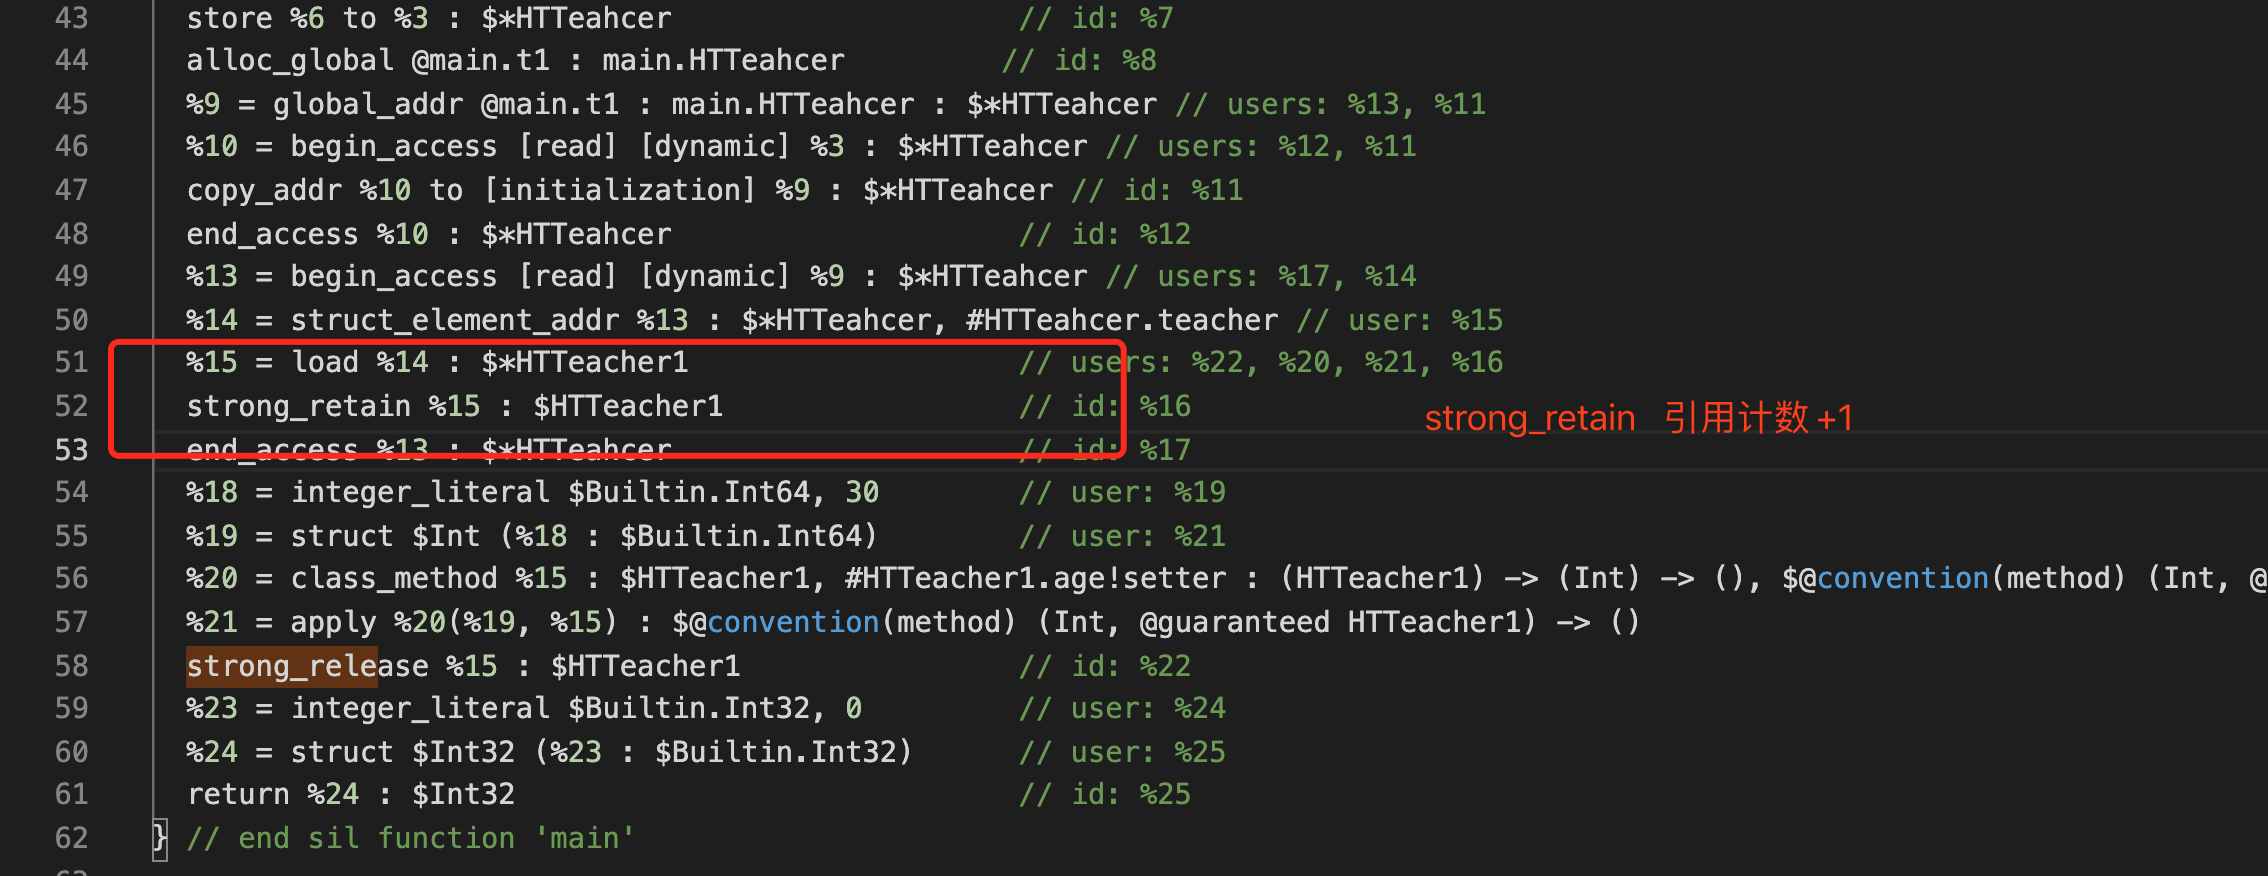 43 store %6 to %3 : $*HTTeahcer // id: %7
44 alloc_global @main.t1 : main.HTTeahcer // id: %8
45 %9 = global_addr @main.t1 : main.HTTeahcer : $*HTTeahcer // users: %13, %11
46 %10 = begin_access [read] [dynamic] %3 : $*HTTeahcer // users: %12, %11
47 copy_addr %10 to [initialization] %9 : $*HTTeahcer // id: %11
48 end_access %10 : $*HTTeahcer // id: %12
49 %13 = begin_access [read] [dynamic] %9 : $*HTTeahcer // users: %17, %14
50 %14 = struct_element_addr %13 : $*HTTeahcer, #HTTeahcer.teacher // user: %15
51 %15 = load %14 : $*HTTeacher1 // users: %22, %20, %21, %16
52 strong_retain %15 : $HTTeacher1 // id: %16
strong_retain 引用计数+1
53 end_access %13 : $*HTTeahcer // id: %17
54 %18 = integer_literal $Builtin.Int64, 30 // user: %19
55 %19 = struct $Int (%18 : $Builtin.Int64) // user: %21
56 %20 = class_method %15 : $HTTeacher1, #HTTeacher1.age!setter : (HTTeacher1) -> (Int) -> (), $@convention(method) (Int, @
57 %21 = apply %20(%19, %15) : $@convention(method) (Int, @guaranteed HTTeacher1) -> ()
58 strong_release %15 : $HTTeacher1 // id: %22
59 %23 = integer_literal $Builtin.Int32, 0 // user: %24
60 %24 = struct $Int32 (%23 : $Builtin.Int32) // user: %25
61 return %24 : $Int32 // id: %25
62 } // end sil function 'main'